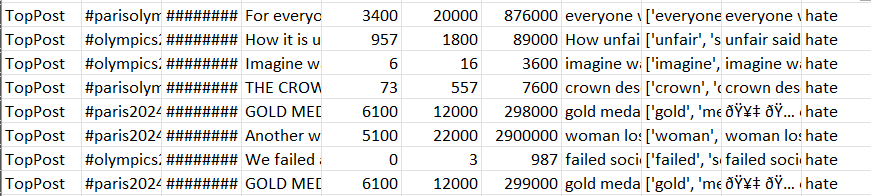 TopPost #parisolym ######## For everyo 3400 20000 876000 everyone w ['everyone everyone w hate
TopPost #olympics2 ######## How it is u 957 1800 89000 How unfai ['unfair', 's unfair said hate
TopPost #olympics2 ######## Imagine w 6 16 3600 imagine wa ['imagine', imagine wa hate
TopPost #parisolym ######## THE CROW 73 557 7600 crown des ['crown', 'd crown des hate
TopPost #paris2024 ######## GOLD MED 6100 12000 298000 gold meda ['gold', 'me ðŸ¥‡ ðŸ… hate
TopPost #paris2024 ######## Another w 5100 22000 2900000 woman los ['woman', woman los hate
TopPost #olympics2 ######## We failed 0 3 987 failed soci ['failed', 'so failed soci hate
TopPost #paris2024 ######## GOLD MED 6100 12000 299000 gold meda ['gold', 'me ðŸ¥‡ ðŸ… hate